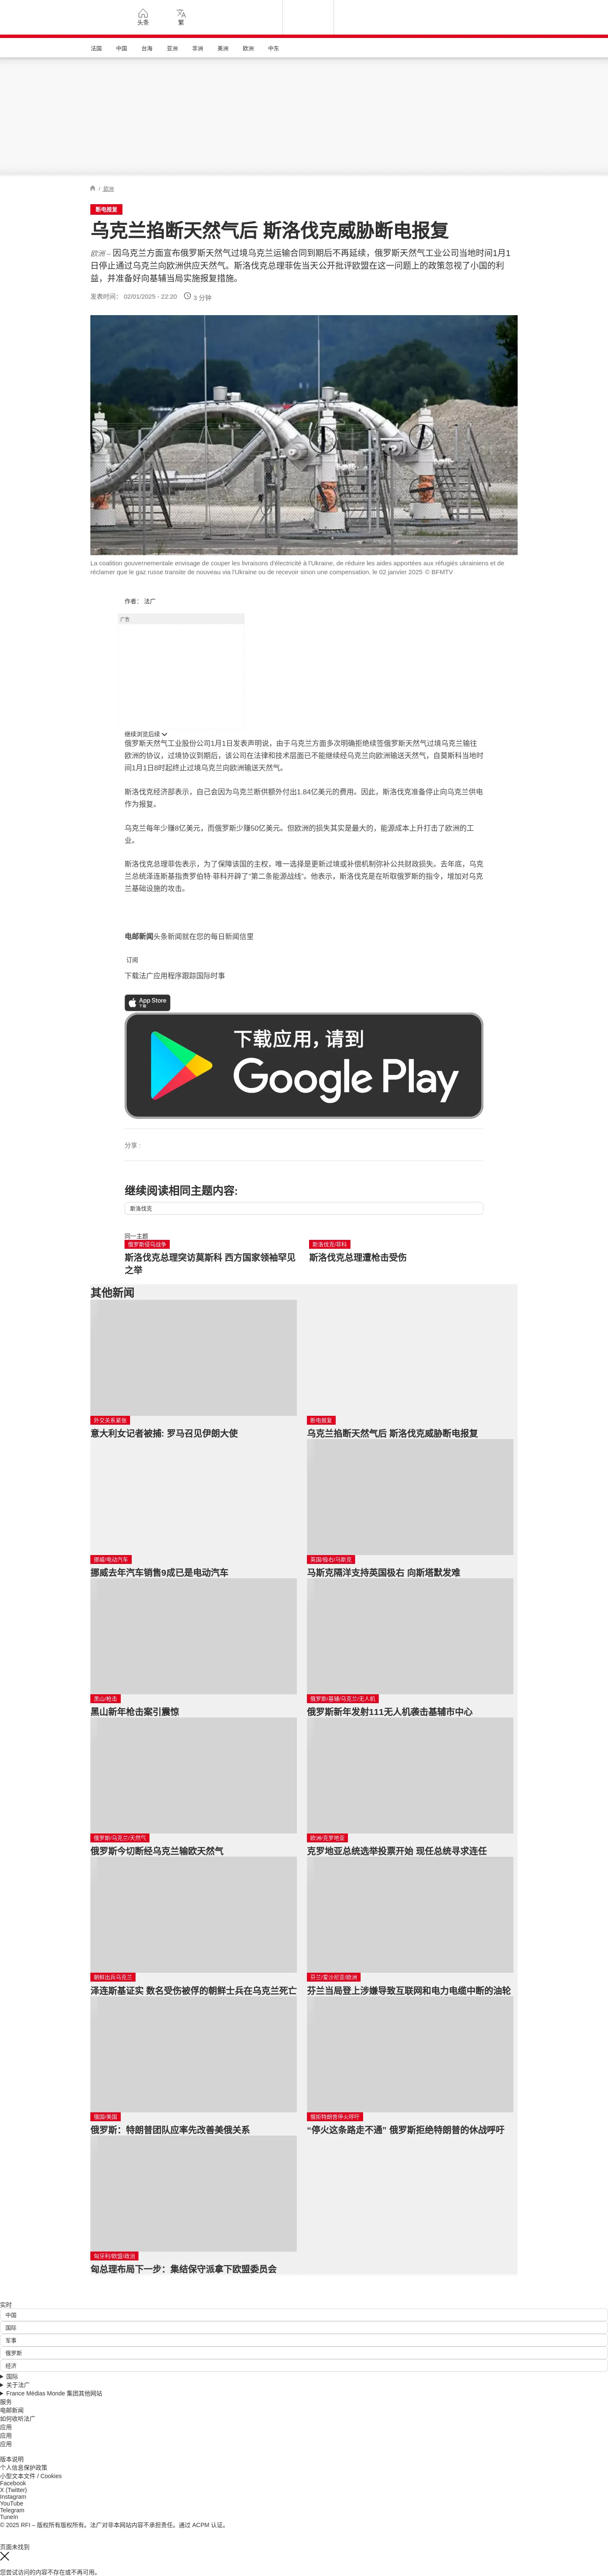 头条
繁
法国
中国
台海
亚洲
非洲
美洲
欧洲
中东
/ 欧洲
断电报复
乌克兰掐断天然气后 斯洛伐克威胁断电报复
欧洲 – 因乌克兰方面宣布俄罗斯天然气过境乌克兰运输合同到期后不再延续，俄罗斯天然气工业公司当地时间1月1
日停止通过乌克兰向欧洲供应天然气。斯洛伐克总理菲佐当天公开批评欧盟在这一问题上的政策忽视了小国的利
益，并准备好向基辅当局实施报复措施。
发表时间： 02/01/2025 - 22:20
3 分钟
La coalition gouvernementale envisage de couper les livraisons d'électricité à l'Ukraine, de réduire les aides apportées aux réfugiés ukrainiens et de
réclamer que le gaz russe transite de nouveau via l'Ukraine ou de recevoir sinon une compensation. le 02 janvier 2025 © BFMTV
作者： 法广
广告
继续浏览后续
俄罗斯天然气工业股份公司1月1日发表声明说，由于乌克兰方面多次明确拒绝续签俄罗斯天然气过境乌克兰输往
欧洲的协议，过境协议到期后，该公司在法律和技术层面已不能继续经乌克兰向欧洲输送天然气，自莫斯科当地时
间1月1日8时起终止过境乌克兰向欧洲输送天然气。
斯洛伐克经济部表示，自己会因为乌克兰断供额外付出1.84亿美元的费用。因此，斯洛伐克准备停止向乌克兰供电
作为报复。
乌克兰每年少赚8亿美元，而俄罗斯少赚50亿美元。但欧洲的损失其实是最大的，能源成本上升打击了欧洲的工
业。
斯洛伐克总理菲佐表示，为了保障该国的主权，唯一选择是更新过境或补偿机制弥补公共财政损失。去年底，乌克
兰总统泽连斯基指责罗伯特·菲科开辟了“第二条能源战线”。他表示，斯洛伐克是在听取俄罗斯的指令，增加对乌克
兰基础设施的攻击。
电邮新闻头条新闻就在您的每日新闻信里
订阅
下载法广应用程序跟踪国际时事
App Store
下载
下载应用，请到
Google Play
分享 :
继续阅读相同主题内容:
斯洛伐克
同一主题
俄罗斯侵乌战争
斯洛伐克总理突访莫斯科 西方国家领袖罕见
之举
斯洛伐克/菲科
斯洛伐克总理遭枪击受伤
其他新闻
外交关系紧张
意大利女记者被捕: 罗马召见伊朗大使
断电报复
乌克兰掐断天然气后 斯洛伐克威胁断电报复
挪威/电动汽车
挪威去年汽车销售9成已是电动汽车
英国/极右/马斯克
马斯克隔洋支持英国极右 向斯塔默发难
黑山/枪击
黑山新年枪击案引震惊
俄罗斯/基辅/乌克兰/无人机
俄罗斯新年发射111无人机袭击基辅市中心
俄罗斯/乌克兰/天然气
俄罗斯今切断经乌克兰输欧天然气
欧洲/克罗地亚
克罗地亚总统选举投票开始 现任总统寻求连任
朝鲜出兵乌克兰
泽连斯基证实 数名受伤被俘的朝鲜士兵在乌克兰死亡
芬兰/爱沙尼亚/欧洲
芬兰当局登上涉嫌导致互联网和电力电缆中断的油轮
俄国/美国
俄罗斯：特朗普团队应率先改善美俄关系
俄拒特朗普停火呼吁
“停火这条路走不通” 俄罗斯拒绝特朗普的休战呼吁
匈牙利/欧盟/政治
匈总理布局下一步：集结保守派拿下欧盟委员会
实时
中国
国际
军事
俄罗斯
经济
国际
关于法广
France Médias Monde 集团其他网站
服务
电邮新闻
如何收听法广
应用
应用
应用
版本说明
个人信息保护政策
小型文本文件 / Cookies
Facebook
X (Twitter)
Instagram
YouTube
Telegram
TuneIn
© 2025 RFI – 版权所有版权所有。法广对非本网站内容不承担责任。通过 ACPM 认证。
页面未找到
您尝试访问的内容不存在或不再可用。